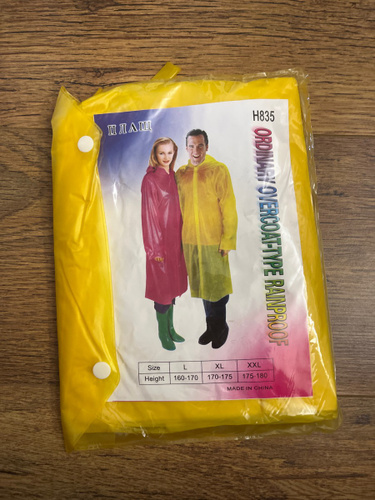 ПЛАЩ
H835
ORDINARY OVERCOAT-TYPE RAINPROOF
Size L XL XXL
Height 160-170 170-175 175-180
MADE IN CHINA